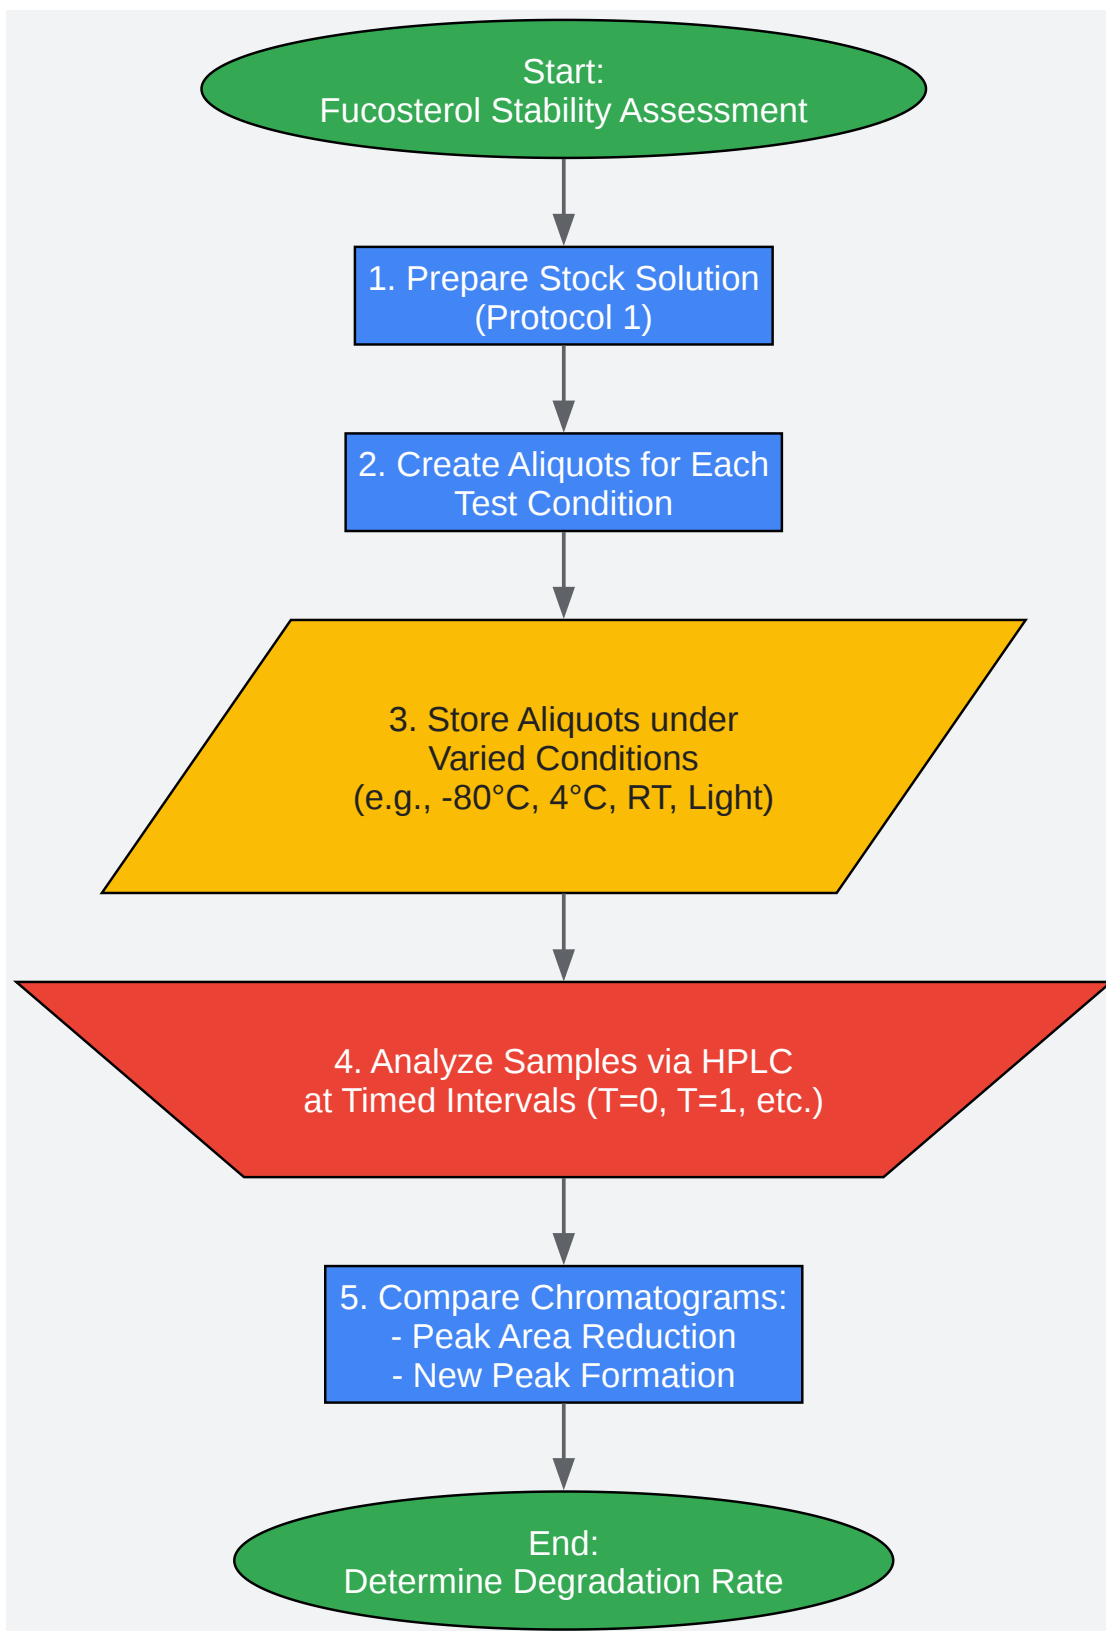 Start:
Fucosterol Stability Assessment
1. Prepare Stock Solution
(Protocol 1)
2. Create Aliquots for Each
Test Condition
3. Store Aliquots under
Varied Conditions
(e.g., -80°C, 4°C, RT, Light)
4. Analyze Samples via HPLC
at Timed Intervals (T=0, T=1, etc.)
5. Compare Chromatograms:
- Peak Area Reduction
- New Peak Formation
End:
Determine Degradation Rate